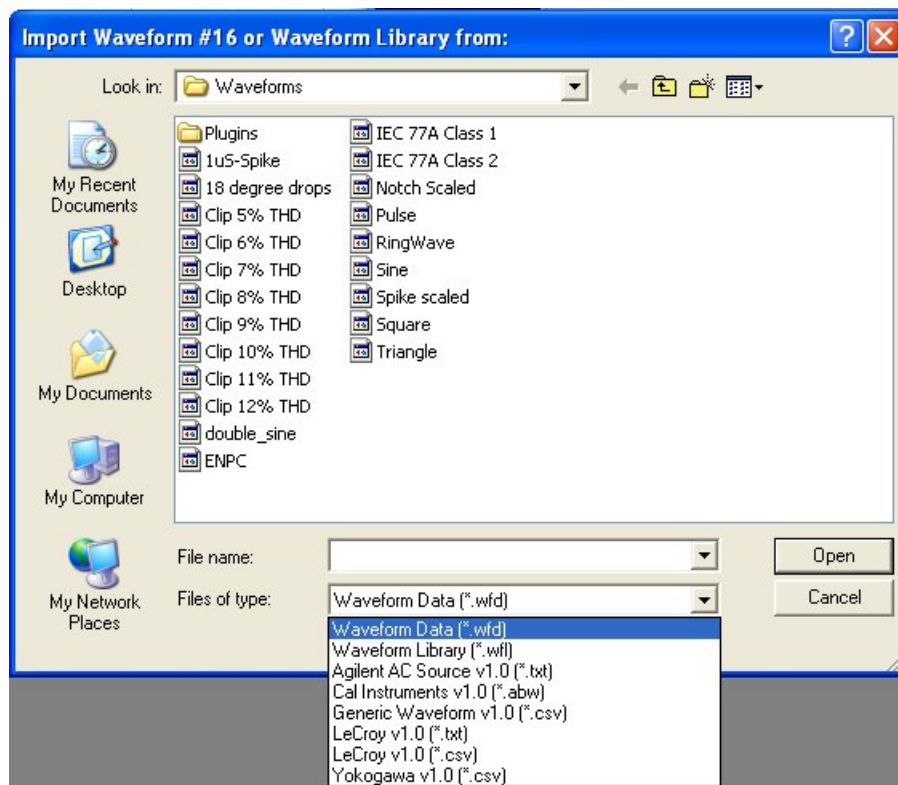 Import Waveform #16 or Waveform Library from:
Look in:
Waveforms
My Recent
Documents
Desktop
My Documents
My Computer
My Network
Places
Plugins
1uS-Spike
18 degree drops
Clip 5% THD
Clip 6% THD
Clip 7% THD
Clip 8% THD
Clip 9% THD
Clip 10% THD
Clip 11% THD
Clip 12% THD
double_sine
ENPC
IEC 77A Class 1
IEC 77A Class 2
Notch Scaled
Pulse
RingWave
Sine
Spike scaled
Square
Triangle
File name:
Open
Files of type:
Waveform Data (*.wfd)
Cancel
Waveform Data (*.wfd)
Waveform Library (*.wfl)
Agilent AC Source v1.0 (*.txt)
Cal Instruments v1.0 (*.abw)
Generic Waveform v1.0 (*.csv)
LeCroy v1.0 (*.txt)
LeCroy v1.0 (*.csv)
Yokogawa v1.0 (*.csv)